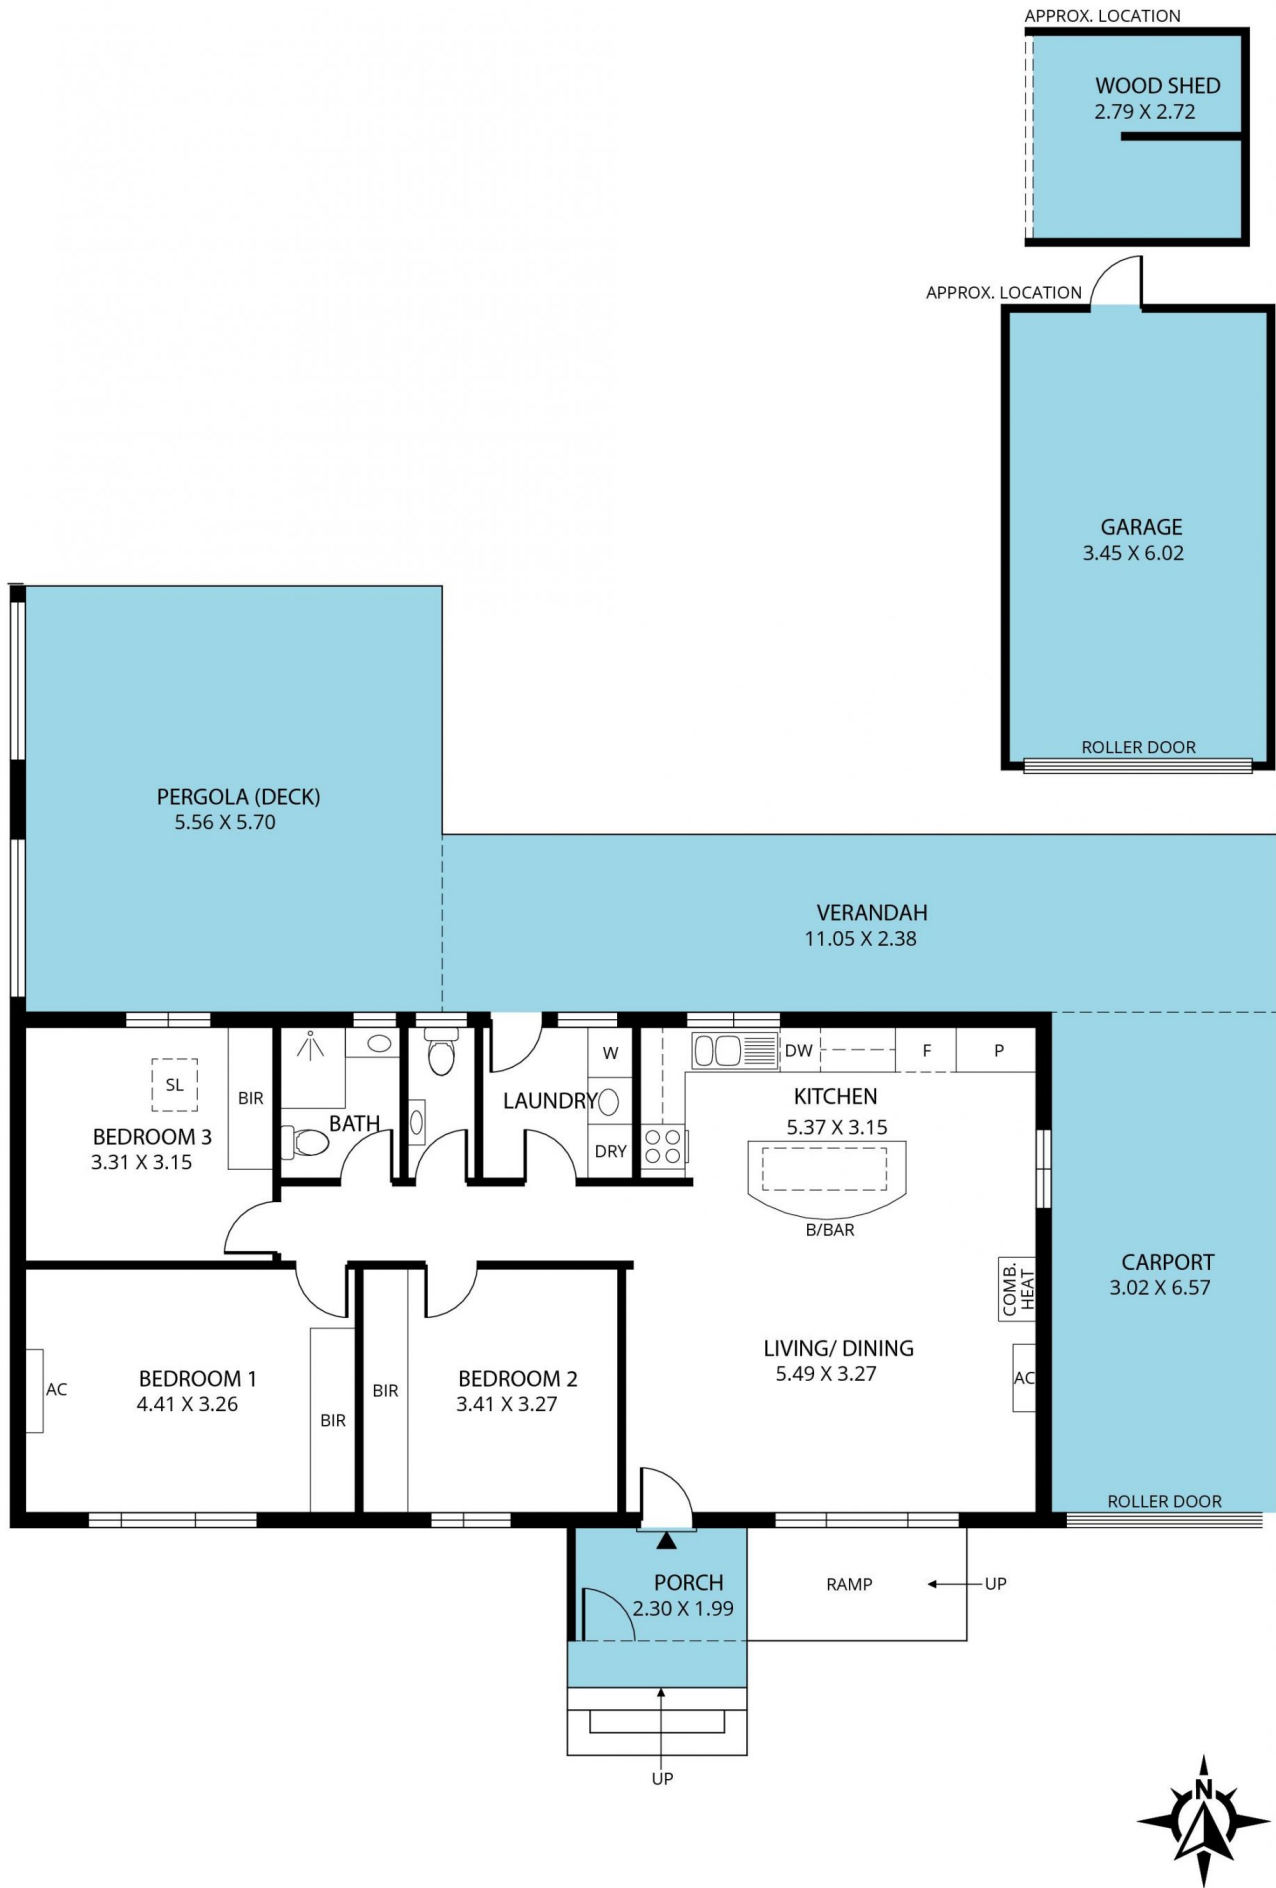 APPROX. LOCATION
WOOD SHED
2.79 X 2.72
APPROX. LOCATION
GARAGE
3.45 X 6.02
ROLLER DOOR
PERGOLA (DECK)
5.56 X 5.70
VERANDAH
11.05 X 2.38
SL
BIR
BEDROOM 3
3.31 X 3.15
BATH
LAUNDRY
W
DRY
DW
F
P
KITCHEN
5.37 X 3.15
B/BAR
COMB.
HEAT
CARPORT
3.02 X 6.57
AC
BEDROOM 1
4.41 X 3.26
BIR
BIR
BEDROOM 2
3.41 X 3.27
LIVING/ DINING
5.49 X 3.27
AC
ROLLER DOOR
PORCH
2.30 X 1.99
RAMP
UP
UP
N